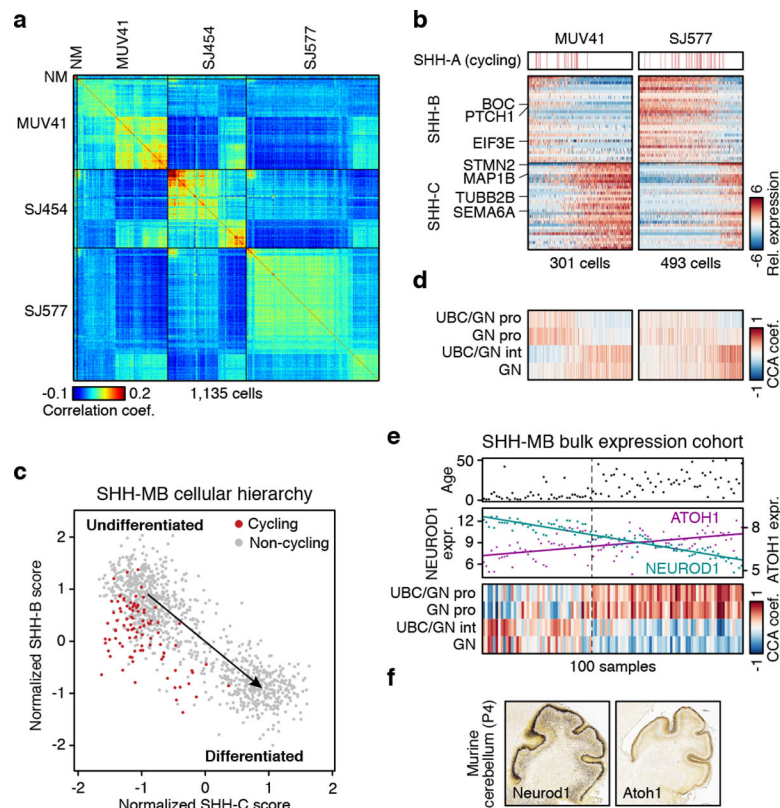 a
NM
MUV41
SJ454
SJ577
NM
MUV41
SJ454
SJ577
-0.1 0.2
Correlation coef.
1,135 cells
b
MUV41 SJ577
SHH-A (cycling)
SHH-B
BOC
PTCH1
EIF3E
SHH-C
STMN2
MAP1B
TUBB2B
SEMA6A
301 cells 493 cells
6
-6
Rel. expression
d
UBC/GN pro
GN pro
UBC/GN int
GN
1
-1
CCA coef.
c
SHH-MB cellular hierarchy
Undifferentiated
Cycling
Non-cycling
Differentiated
Normalized SHH-B score
2
1
0
-1
-2
-2 -1 0 1 2
Normalized SHH-C score
e
SHH-MB bulk expression cohort
Age
50
0
NEUROD1
expr.
12
9
6
ATOH1
NEUROD1
8
5
ATOH1 expr.
UBC/GN pro
GN pro
UBC/GN int
GN
1
-1
CCA coef.
100 samples
f
Murine
cerebellum (P4)
Neurod1 Atoh1